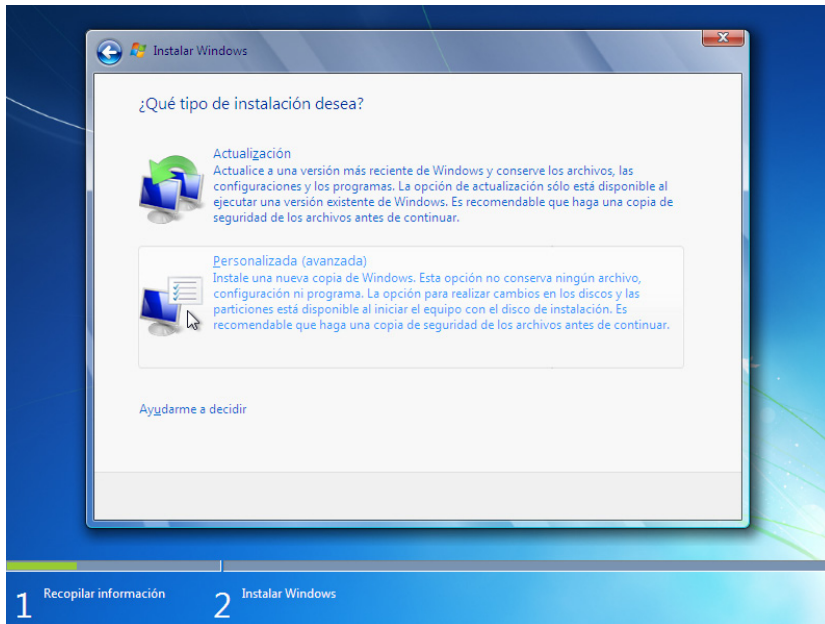 Instalar Windows
¿Qué tipo de instalación desea?
Actualización
Actualice a una versión más reciente de Windows y conserve los archivos, las
configuraciones y los programas. La opción de actualización sólo está disponible al
ejecutar una versión existente de Windows. Es recomendable que haga una copia de
seguridad de los archivos antes de continuar.
Personalizada (avanzada)
Instale una nueva copia de Windows. Esta opción no conserva ningún archivo,
configuración ni programa. La opción para realizar cambios en los discos y las
particiones está disponible al iniciar el equipo con el disco de instalación. Es
recomendable que haga una copia de seguridad de los archivos antes de continuar.
Ayudarme a decidir
1 Recopilar información
2 Instalar Windows